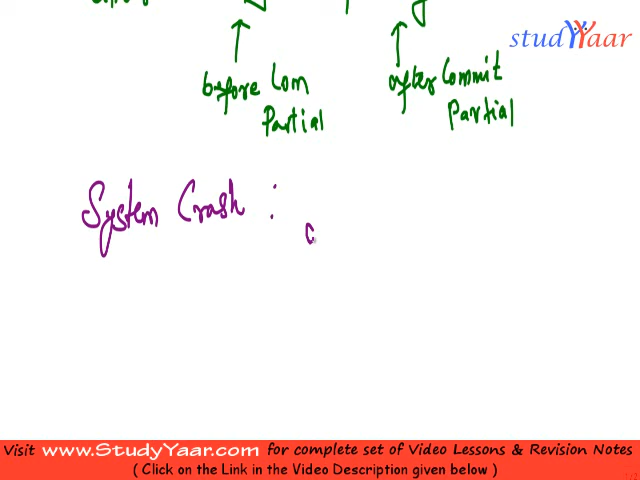 studYYaar
before Com
Partial
after Commit
Partial
System Crash :
Visit www.StudyYaar.com for complete set of Video Lessons & Revision Notes
( Click on the Link in the Video Description given below )